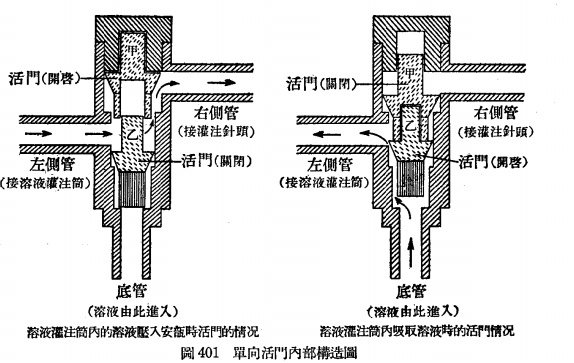 甲
活門(開啓)
右側管
(接灌注針頭)
乙
左側管
(接溶液灌注筒)
活門(關閉)
底管
(溶液由此進入)
溶液灌注筒內的溶液壓入安瓿時活門的情况
甲
活門(關閉)
右側管
(接灌注針頭)
乙
左側管
(接溶液灌注筒)
活門(開啓)
底管
(溶液由此進入)
溶液灌注筒內吸取溶液時的活門情况
圖 401 單向活門內部構造圖